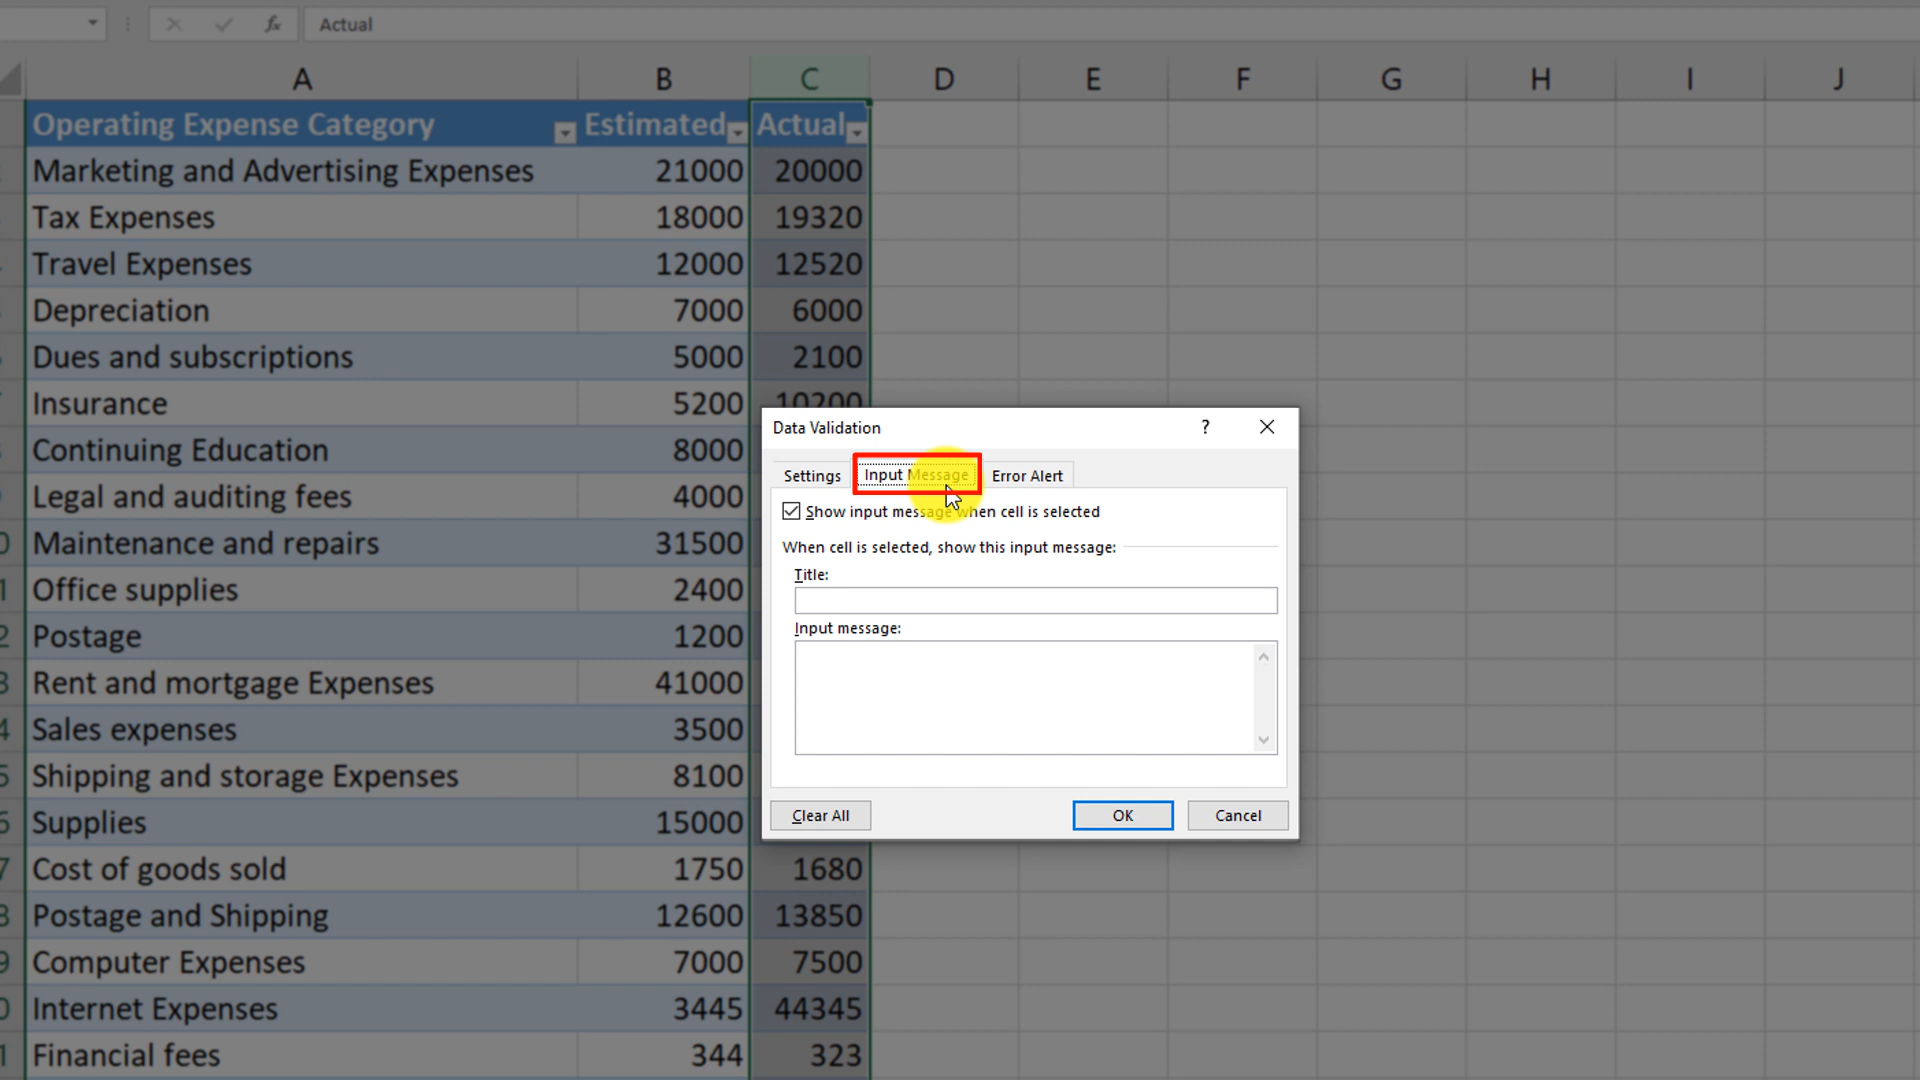 fx Actual
A B C D E F G H I J
Operating Expense Category Estimated Actual
Marketing and Advertising Expenses 21000 20000
Tax Expenses 18000 19320
Travel Expenses 12000 12520
Depreciation 7000 6000
Dues and subscriptions 5000 2100
Insurance 5200 10200
Continuing Education 8000
Legal and auditing fees 4000
Maintenance and repairs 31500
Office supplies 2400
Postage 1200
Rent and mortgage Expenses 41000
Sales expenses 3500
Shipping and storage Expenses 8100
Supplies 15000
Cost of goods sold 1750 1680
Postage and Shipping 12600 13850
Computer Expenses 7000 7500
Internet Expenses 3445 44345
Financial fees 344 323
Data Validation ?
Settings Input Message Error Alert
Show input message when cell is selected
When cell is selected, show this input message:
Title:
Input message:
Clear All OK Cancel